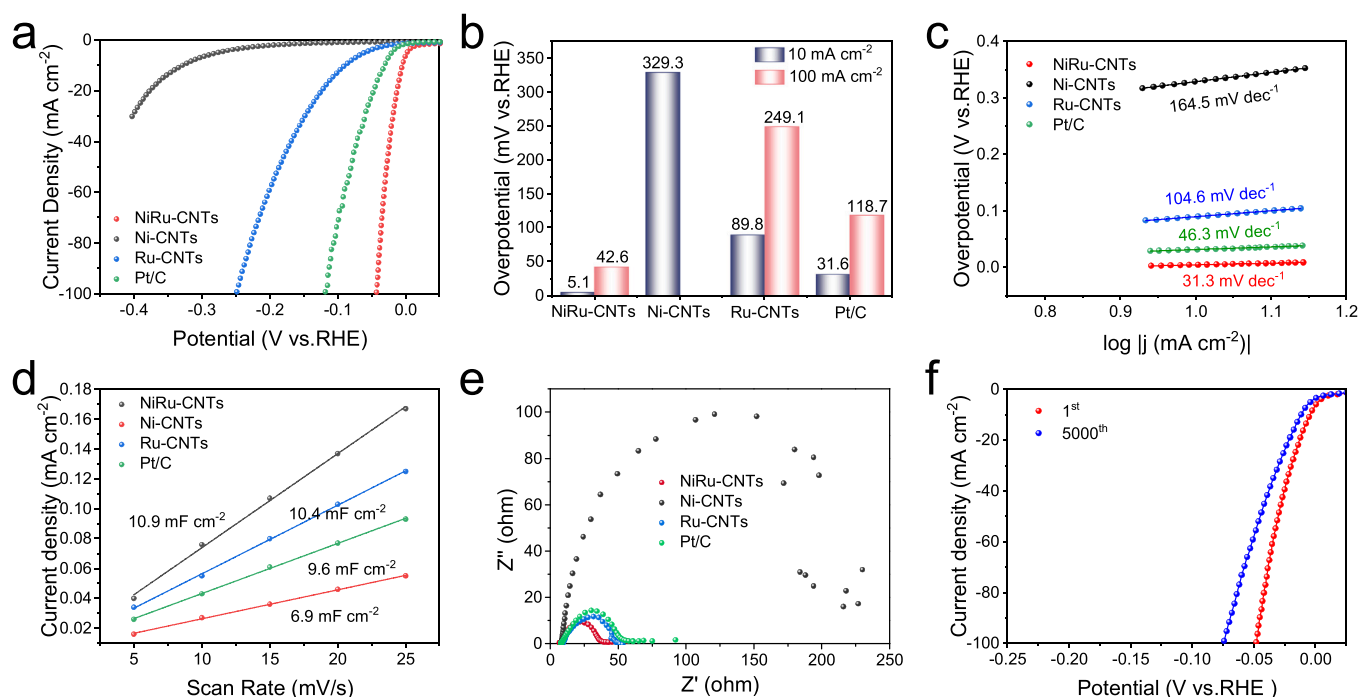 a
0
-20
-40
-60
-80
-100
-0.4
-0.3
-0.2
-0.1
0.0
Current Density (mA cm-2)
Potential (V vs.RHE)
NiRu-CNTs
Ni-CNTs
Ru-CNTs
Pt/C
b
350
300
250
200
150
100
50
0
Overpotential (mV vs.RHE)
10 mA cm-2
100 mA cm-2
5.1
42.6
329.3
89.8
249.1
31.6
118.7
NiRu-CNTs
Ni-CNTs
Ru-CNTs
Pt/C
c
0.4
0.3
0.2
0.1
0.0
Overpotential (V vs.RHE)
NiRu-CNTs
Ni-CNTs
Ru-CNTs
Pt/C
164.5 mV dec-1
104.6 mV dec-1
46.3 mV dec-1
31.3 mV dec-1
0.8
0.9
1.0
1.1
1.2
log |j (mA cm-2)|
d
0.18
0.16
0.14
0.12
0.10
0.08
0.06
0.04
0.02
Current density (mA cm-2)
NiRu-CNTs
Ni-CNTs
Ru-CNTs
Pt/C
10.9 mF cm-2
10.4 mF cm-2
9.6 mF cm-2
6.9 mF cm-2
5
10
15
20
25
Scan Rate (mV/s)
e
100
80
60
40
20
0
Z'' (ohm)
NiRu-CNTs
Ni-CNTs
Ru-CNTs
Pt/C
0
50
100
150
200
250
Z' (ohm)
f
0
-20
-40
-60
-80
-100
Current density (mA cm-2)
1st
5000th
-0.25
-0.20
-0.15
-0.10
-0.05
0.00
Potential (V vs.RHE )